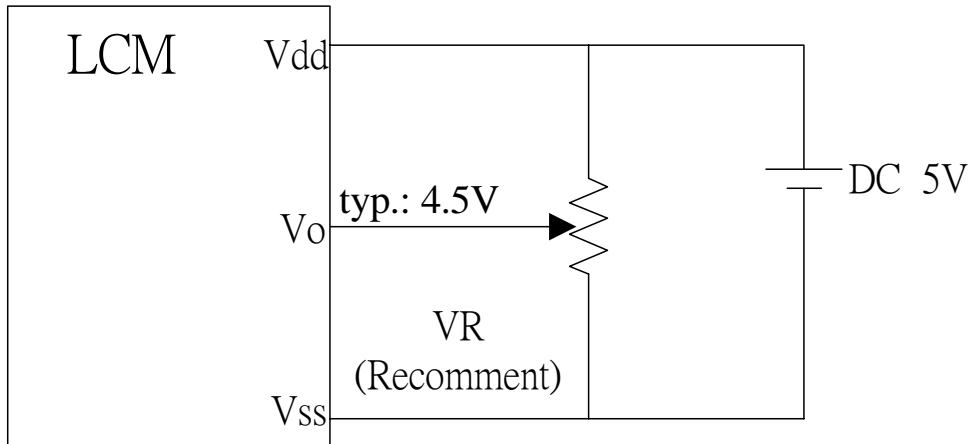 LCM
Vdd
DC 5V
typ.: 4.5V
Vo
VR
(Recomment)
Vss